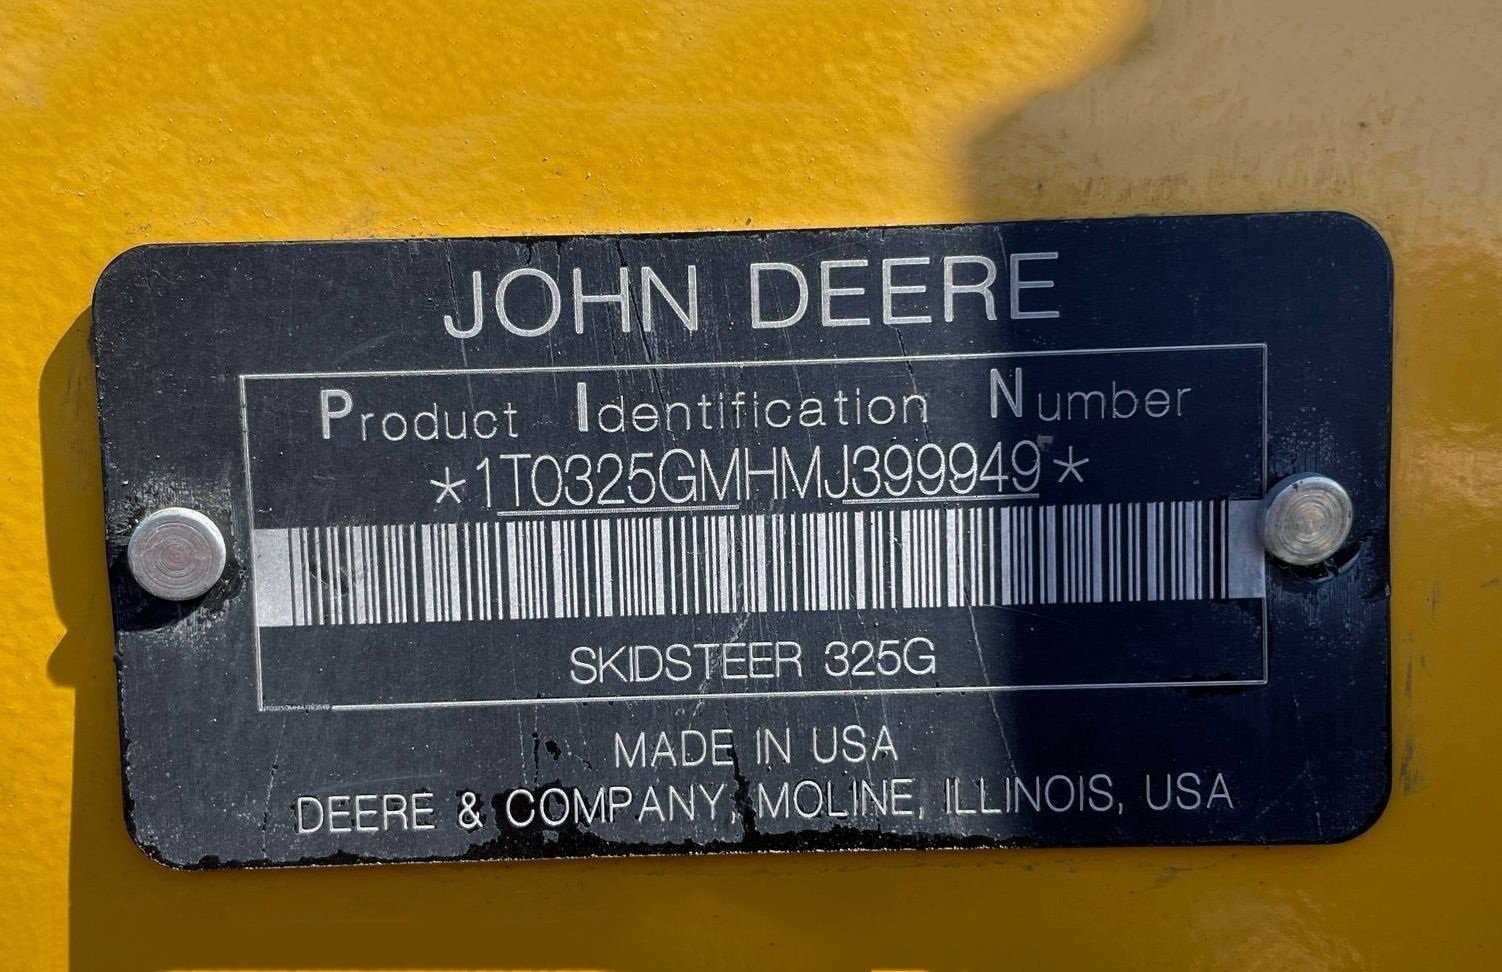 JOHN DEERE
Product Identification Number
*1T0325GMHMJ399949*
SKIDSTEER 325G
MADE IN USA
DEERE & COMPANY, MOLINE, ILLINOIS, USA